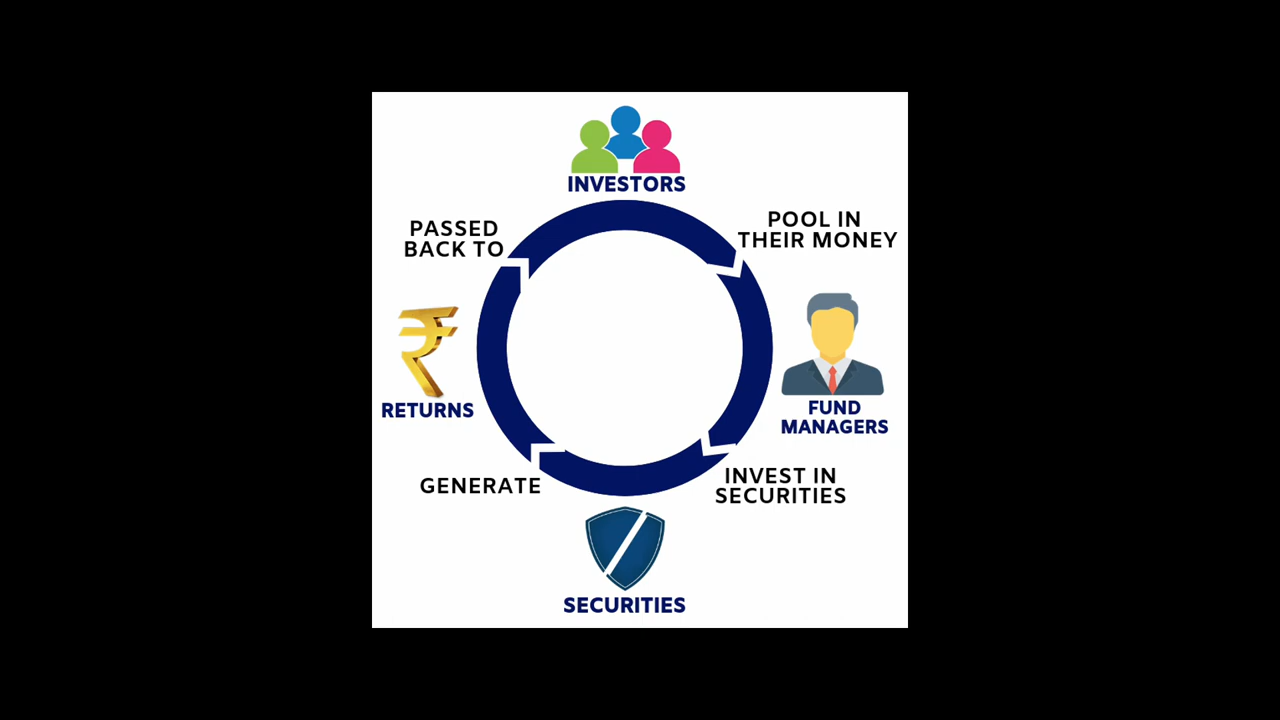 INVESTORS
POOL IN
THEIR MONEY
FUND
MANAGERS
INVEST IN
SECURITIES
SECURITIES
GENERATE
RETURNS
PASSED
BACK TO